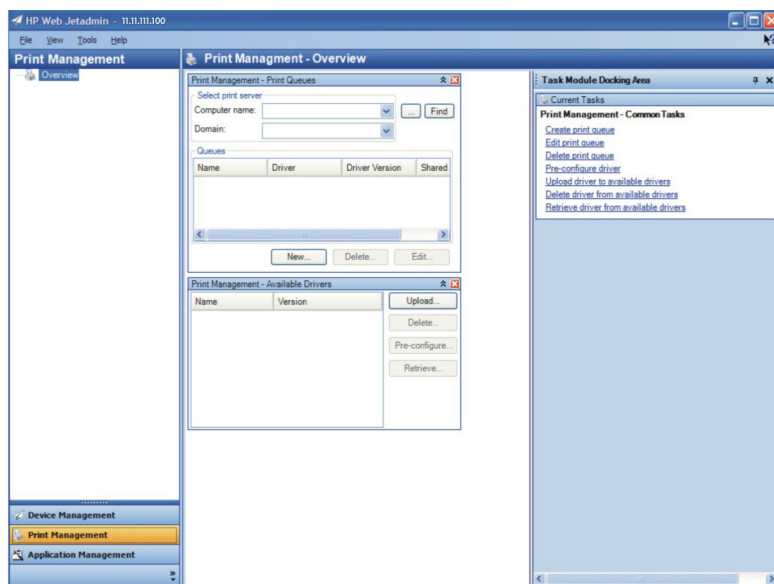 HP Web Jetadmin - 11.11.111.100
File View Tools Help
Print Management
Overview
Device Management
Print Management
Application Management
Print Managment - Overview
Print Management - Print Queues
Select print server
Computer name:
... Find
Domain:
Queues
Name Driver Driver Version Shared
New... Delete... Edit...
Print Management - Available Drivers
Name Version
Upload...
Delete...
Pre-configure...
Retrieve...
Task Module Docking Area
Current Tasks
Print Management - Common Tasks
Create print queue
Edit print queue
Delete print queue
Pre-configure driver
Upload driver to available drivers
Delete driver from available drivers
Retrieve driver from available drivers